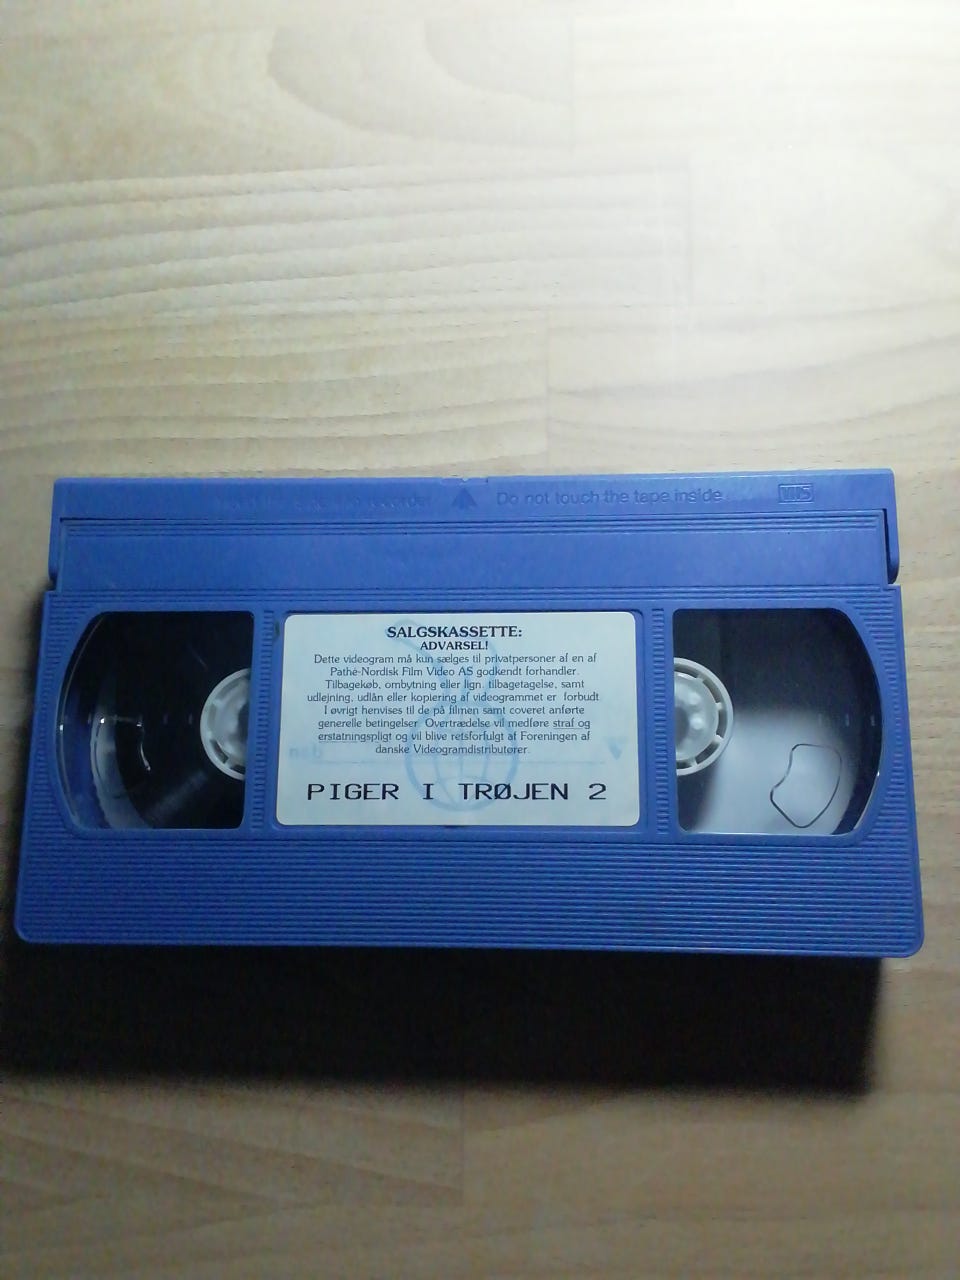 Do not touch the tape inside
VHS
SALGSKASSETTE:
ADVARSEL!
Dette videogram må kun sælges til privatpersoner af en af
Pathé-Nordisk Film Video AS godkendt forhandler.
Tilbagekøb, ombytning eller lign. tilbagetagelse, samt
udlejning, udlån eller kopiering af videogrammet er forbudt.
I øvrigt henvises til de på filmen samt coveret anførte
generelle betingelser. Overtrædelse vil medføre straf og
erstatningspligt og vil blive retsforfulgt af Foreningen af
danske Videogramdistributører.
PIGER I TRØJEN 2